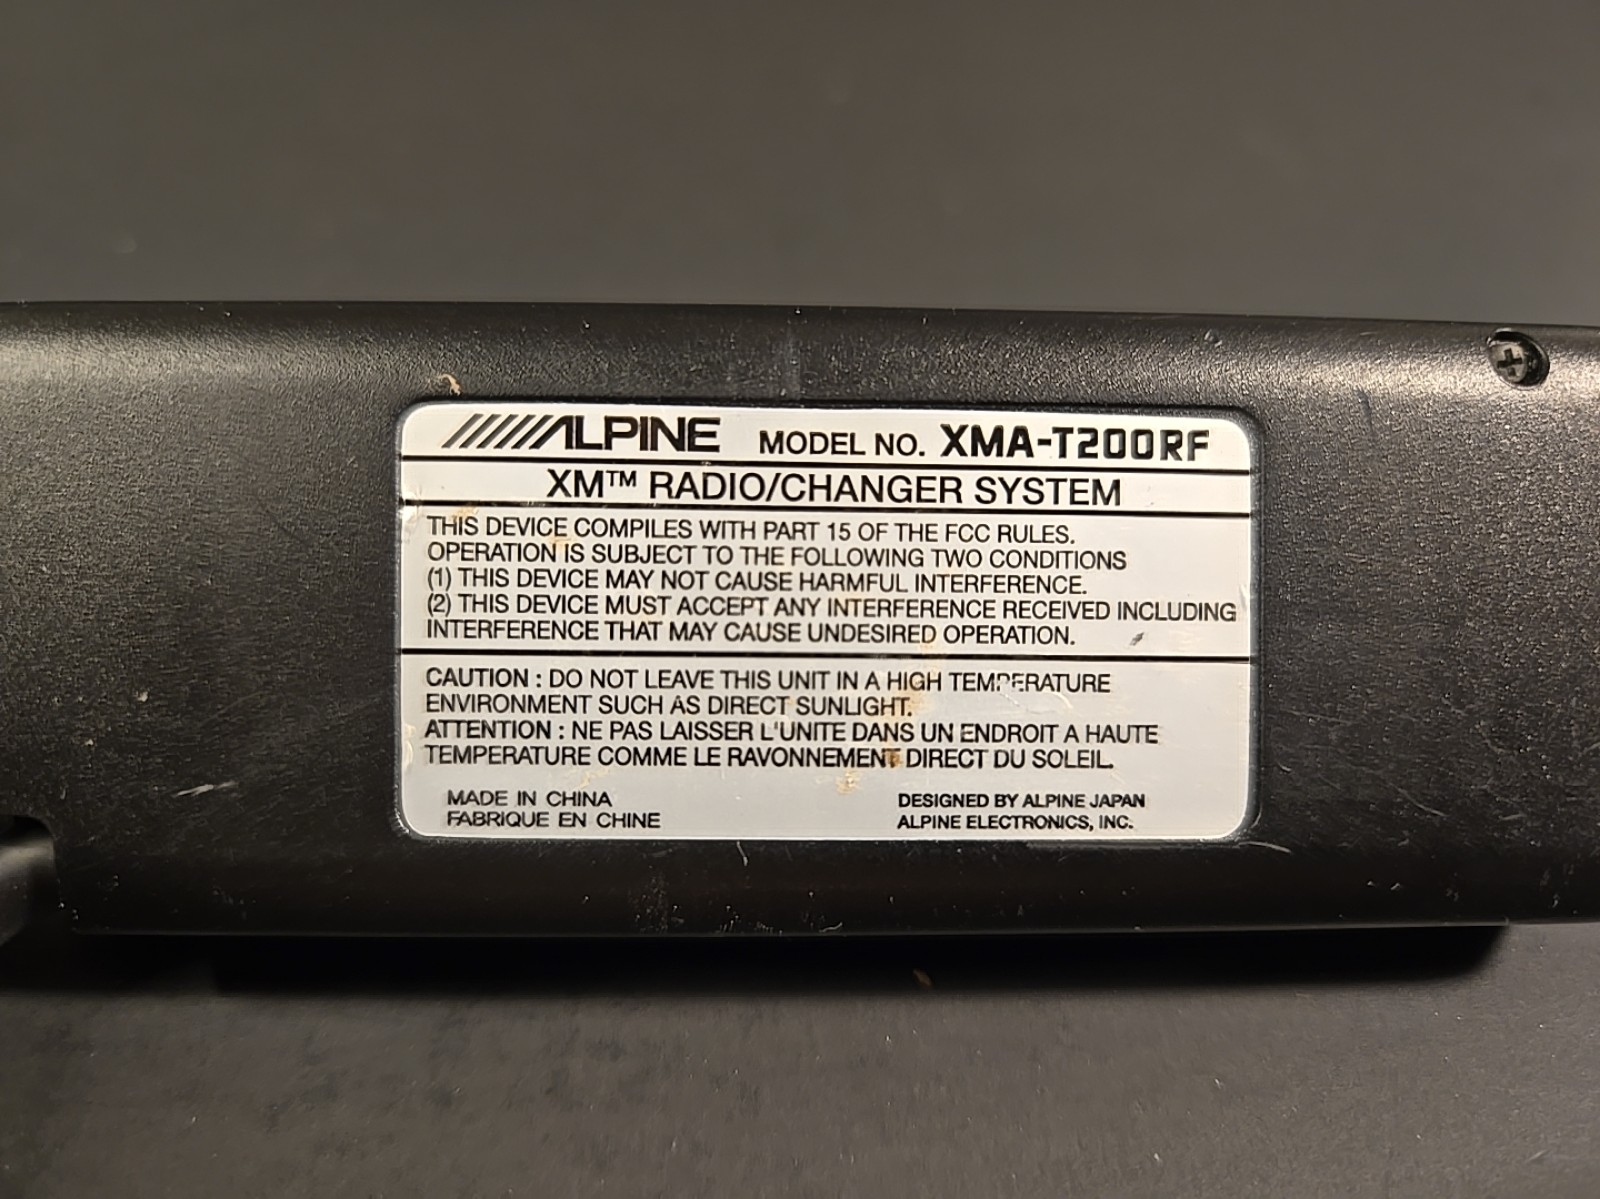 ALPINE MODEL NO. XMA-T200RF
XM™ RADIO/CHANGER SYSTEM
THIS DEVICE COMPILES WITH PART 15 OF THE FCC RULES.
OPERATION IS SUBJECT TO THE FOLLOWING TWO CONDITIONS
(1) THIS DEVICE MAY NOT CAUSE HARMFUL INTERFERENCE.
(2) THIS DEVICE MUST ACCEPT ANY INTERFERENCE RECEIVED INCLUDING
INTERFERENCE THAT MAY CAUSE UNDESIRED OPERATION.
CAUTION : DO NOT LEAVE THIS UNIT IN A HIGH TEMPERATURE
ENVIRONMENT SUCH AS DIRECT SUNLIGHT.
ATTENTION : NE PAS LAISSER L'UNITE DANS UN ENDROIT A HAUTE
TEMPERATURE COMME LE RAVONNEMENT DIRECT DU SOLEIL.
MADE IN CHINA
FABRIQUE EN CHINE
DESIGNED BY ALPINE JAPAN
ALPINE ELECTRONICS, INC.